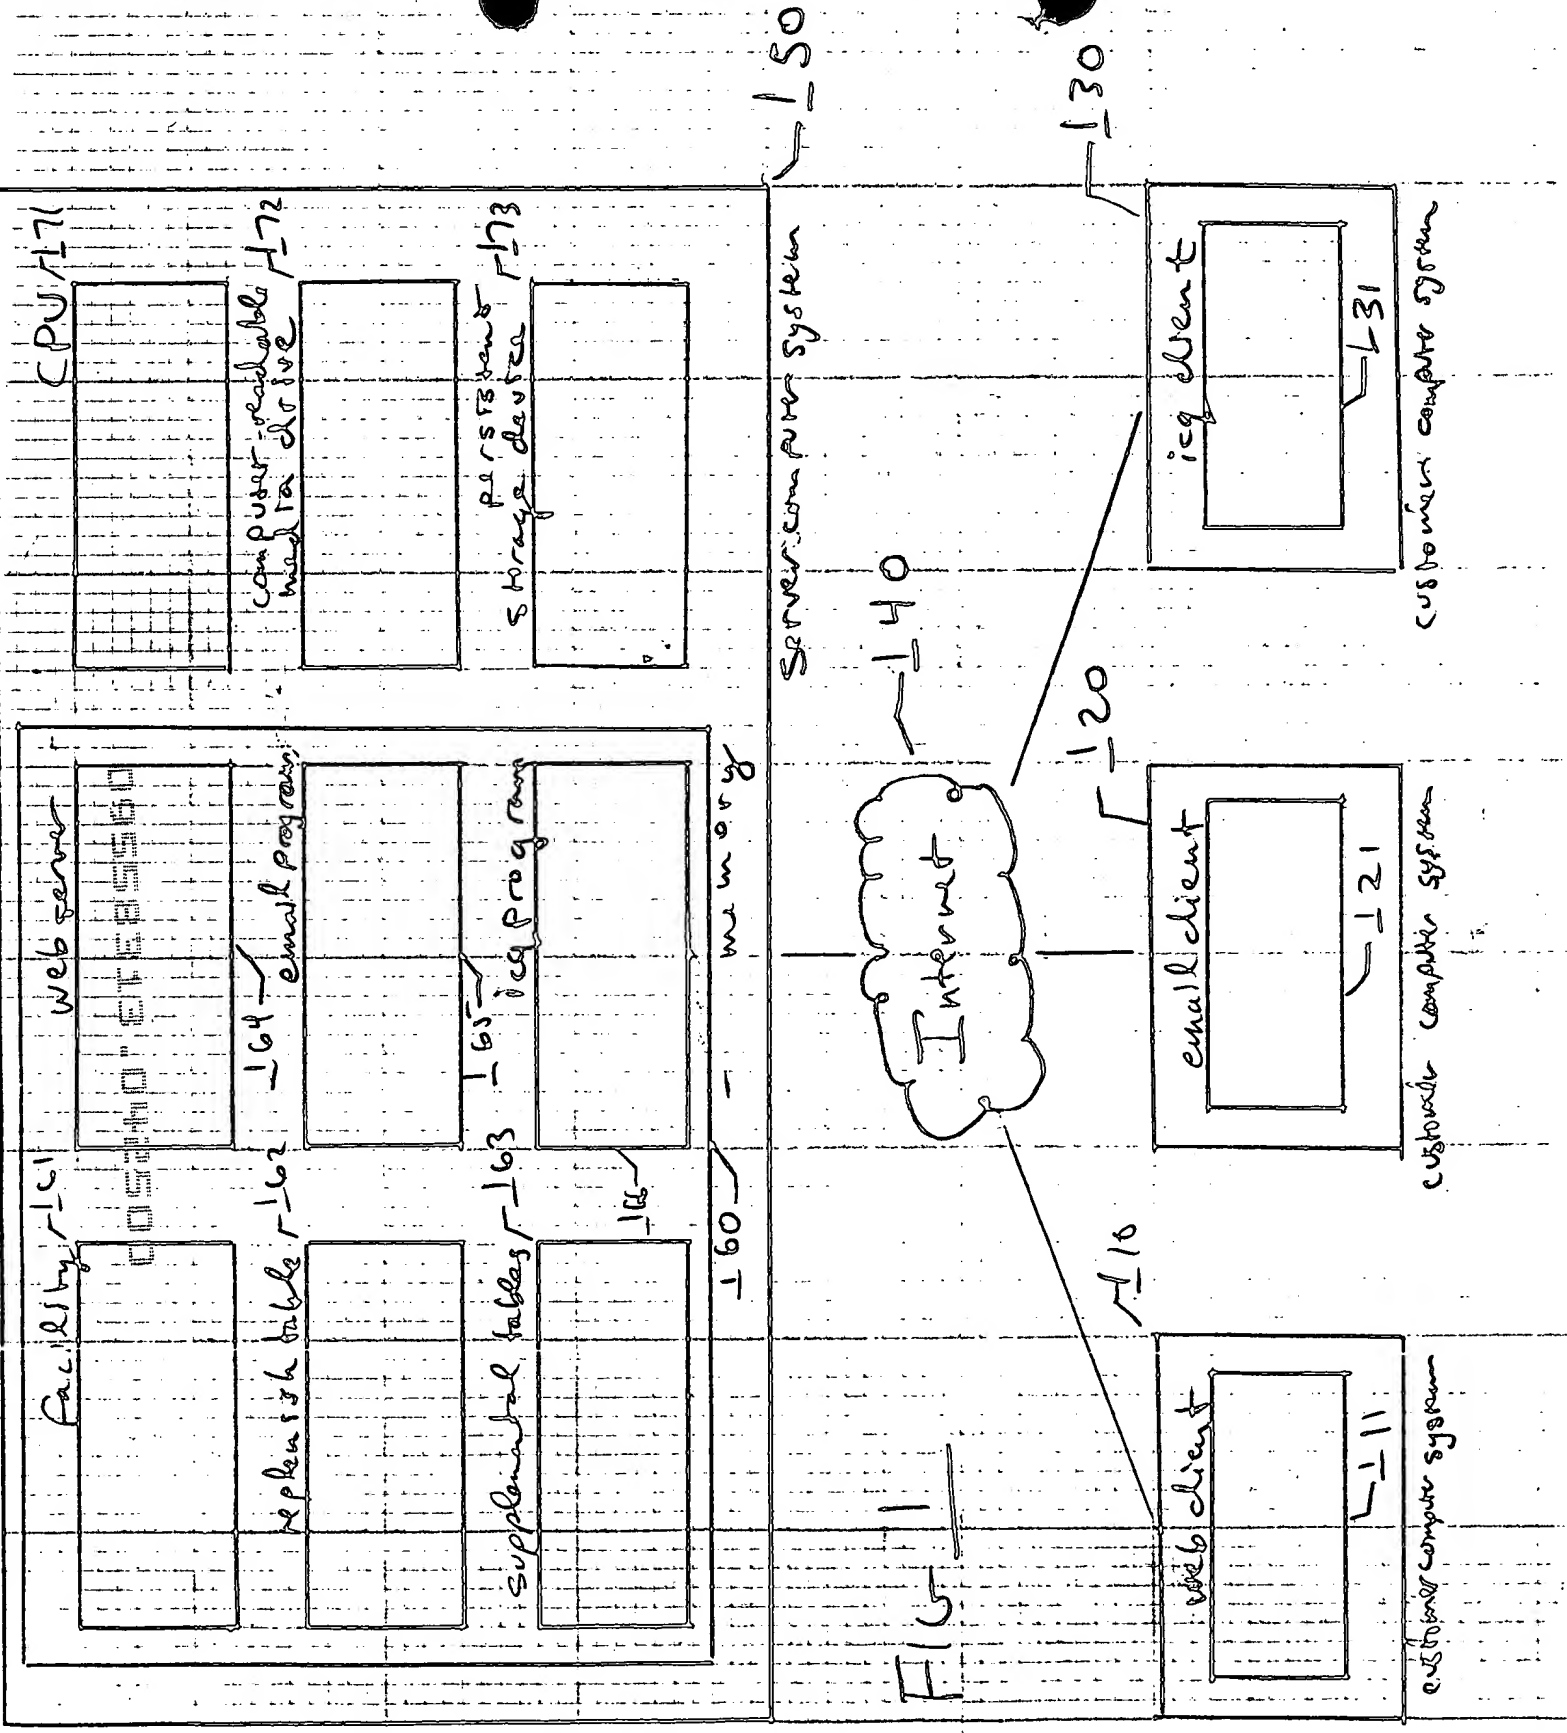 facility 161
web server
CPU 171
replenish table 162
164
email program
computer-readable
media drive 172
supplemental tables 163
165
icq program
persistent
storage device 173
166
160
memory
150
server computer system
140
Internet
FIG 1
110
120
130
web client
email client
icq client
111
121
131
customer computer system
customer computer system
customer computer system